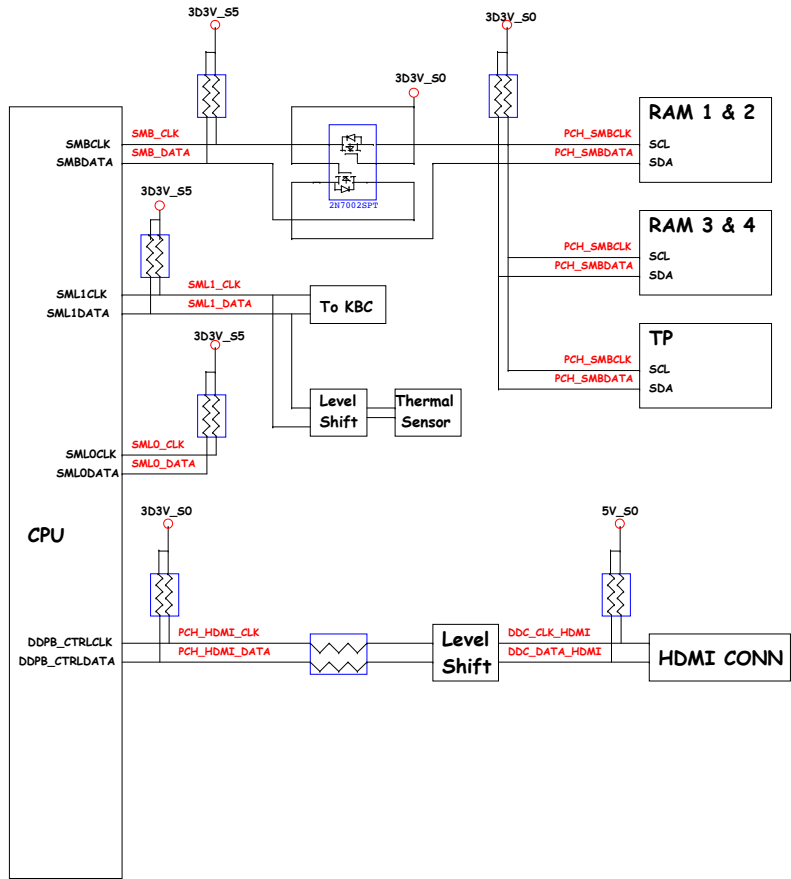 3D3V_S5
3D3V_S0
3D3V_S0
RAM 1 & 2
SMBCLK
SMB_CLK
PCH_SMBCLK
SCL
SMBDATA
SMB_DATA
PCH_SMBDATA
SDA
2N7002SPT
3D3V_S5
RAM 3 & 4
PCH_SMBCLK
SCL
PCH_SMBDATA
SDA
SML1CLK
SML1_CLK
SML1DATA
SML1_DATA
To KBC
3D3V_S5
TP
PCH_SMBCLK
SCL
PCH_SMBDATA
SDA
Level
Shift
Thermal
Sensor
SML0CLK
SML0_CLK
SML0DATA
SML0_DATA
3D3V_S0
5V_S0
CPU
DDPB_CTRLCLK
PCH_HDMI_CLK
DDPB_CTRLDATA
PCH_HDMI_DATA
Level
Shift
DDC_CLK_HDMI
DDC_DATA_HDMI
HDMI CONN